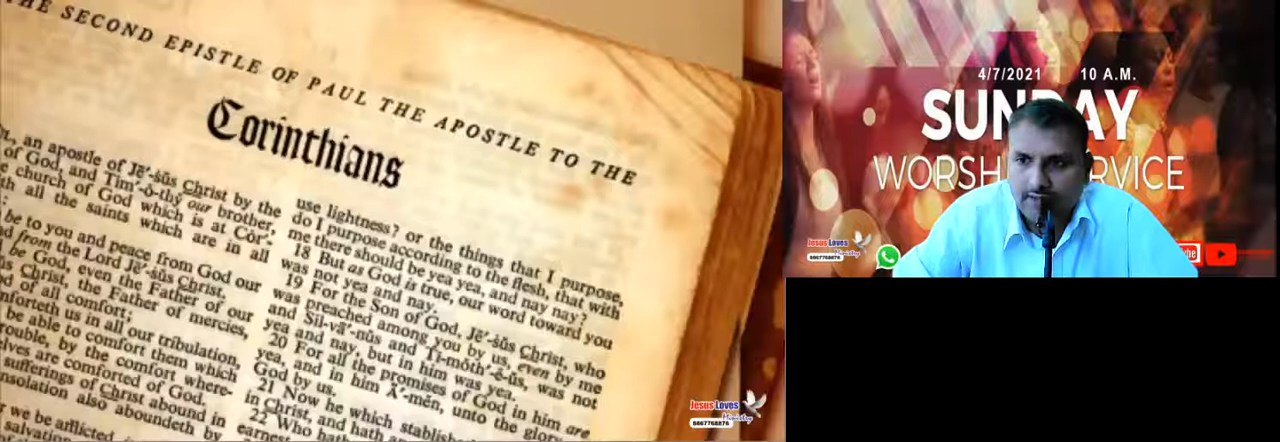 THE SECOND EPISTLE OF PAUL THE APOSTLE TO THE
Corinthians
an apostle of Jē′-s̆ŭs Christ by the
of God, and Tĭm′-ŏ-thy̆ our brother,
church of God which is at Cŏr′-
all the saints which are in all
be to you and peace from God our
from the Lord Jē′-s̆ŭs Christ.
be God, even the Father of our
Christ, the Father of mercies,
of all comfort;
comforteth us in all our tribulation,
be able to comfort them which
trouble, by the comfort where-
are comforted of God.
sufferings of Christ abound in
also aboundeth by
we be afflicted
use lightness? or the things that I purpose,
do I purpose according to the flesh, that with
me there should be yea yea, and nay nay?
18 But as God is true, our word toward you
was not yea and nay.
19 For the Son of God, Jē′-s̆ŭs Christ, who
was preached among you by us, even by me
and Sĭl-vā′-nŭs and Tĭ-mŏth′-ē-ŭs, was not
yea and nay, but in him was yea.
20 For all the promises of God in him are
yea, and in him Ā′-mĕn, unto the glory
God by us.
21 Now he which
in Christ, and hath
22 Who hath
Jesus Loves
Ministry
8867768876
4/7/2021 10 A.M.
SUNDAY
WORSH RVICE
Jesus Loves
Ministry
8867768876